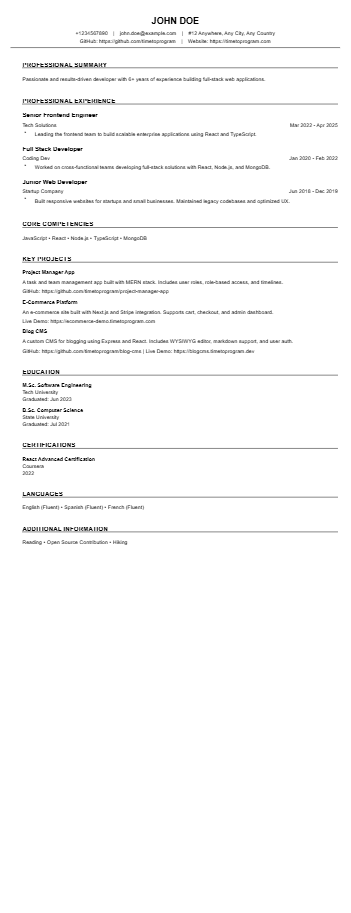 JOHN DOE
+1234567890 | john.doe@example.com | #12 Anywhere, Any City, Any Country
GitHub: https://github.com/timetoprogram | Website: https://timetoprogram.com
PROFESSIONAL SUMMARY
Passionate and results-driven developer with 6+ years of experience building full-stack web applications.
PROFESSIONAL EXPERIENCE
Senior Frontend Engineer
Tech Solutions Mar 2022 - Apr 2025
• Leading the frontend team to build scalable enterprise applications using React and TypeScript.
Full Stack Developer
Coding Dev Jan 2020 - Feb 2022
• Worked on cross-functional teams developing full-stack solutions with React, Node.js, and MongoDB.
Junior Web Developer
Startup Company Jun 2018 - Dec 2019
• Built responsive websites for startups and small businesses. Maintained legacy codebases and optimized UX.
CORE COMPETENCIES
JavaScript • React • Node.js • TypeScript • MongoDB
KEY PROJECTS
Project Manager App
A task and team management app built with MERN stack. Includes user roles, role-based access, and timelines.
GitHub: https://github.com/timetoprogram/project-manager-app
E-Commerce Platform
An e-commerce site built with Next.js and Stripe integration. Supports cart, checkout, and admin dashboard.
Live Demo: https://ecommerce-demo.timetoprogram.com
Blog CMS
A custom CMS for blogging using Express and React. Includes WYSIWYG editor, markdown support, and user auth.
GitHub: https://github.com/timetoprogram/blog-cms | Live Demo: https://blogcms.timetoprogram.dev
EDUCATION
M.Sc. Software Engineering
Tech University
Graduated: Jun 2023
B.Sc. Computer Science
State University
Graduated: Jul 2021
CERTIFICATIONS
React Advanced Certification
Coursera
2022
LANGUAGES
English (Fluent) • Spanish (Fluent) • French (Fluent)
ADDITIONAL INFORMATION
Reading • Open Source Contribution • Hiking